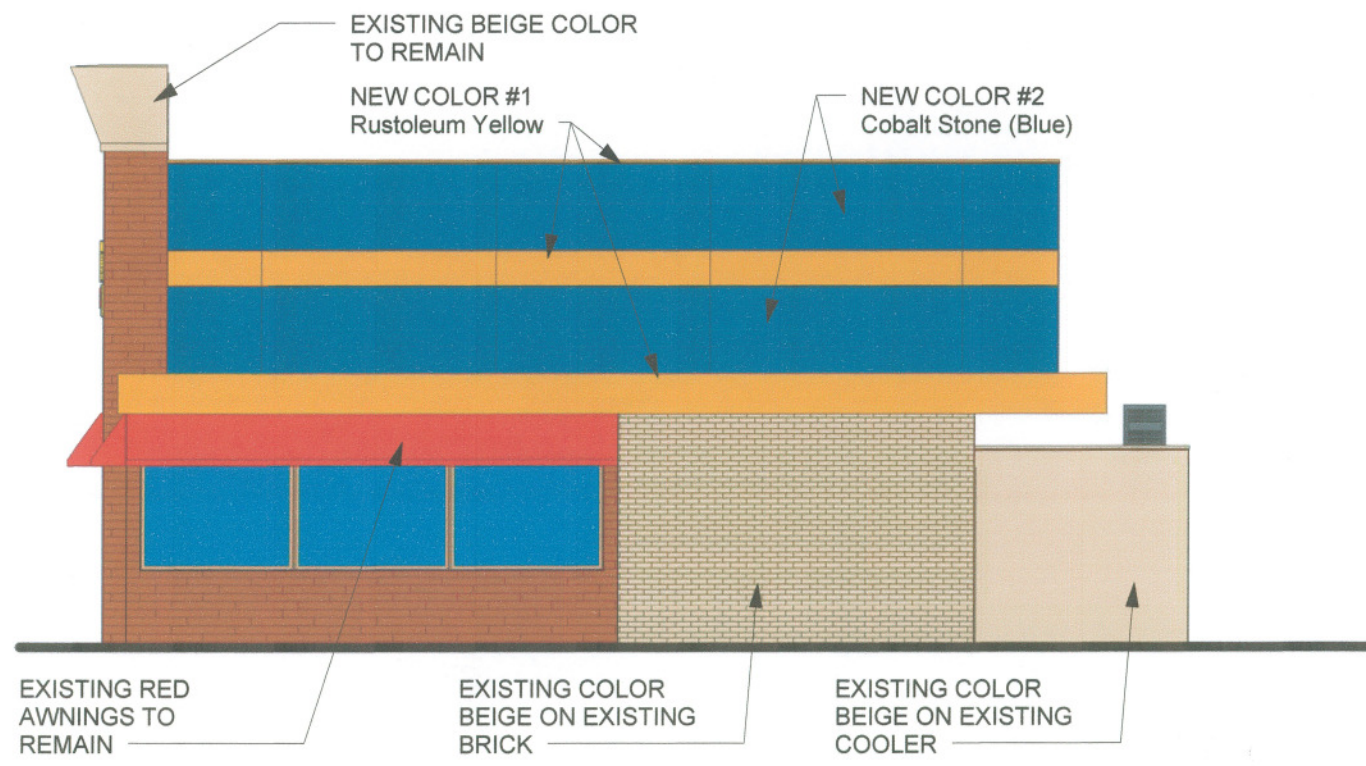 EXISTING BEIGE COLOR
TO REMAIN
NEW COLOR #1
Rustoleum Yellow
NEW COLOR #2
Cobalt Stone (Blue)
EXISTING RED
AWNINGS TO
REMAIN
EXISTING COLOR
BEIGE ON EXISTING
BRICK
EXISTING COLOR
BEIGE ON EXISTING
COOLER